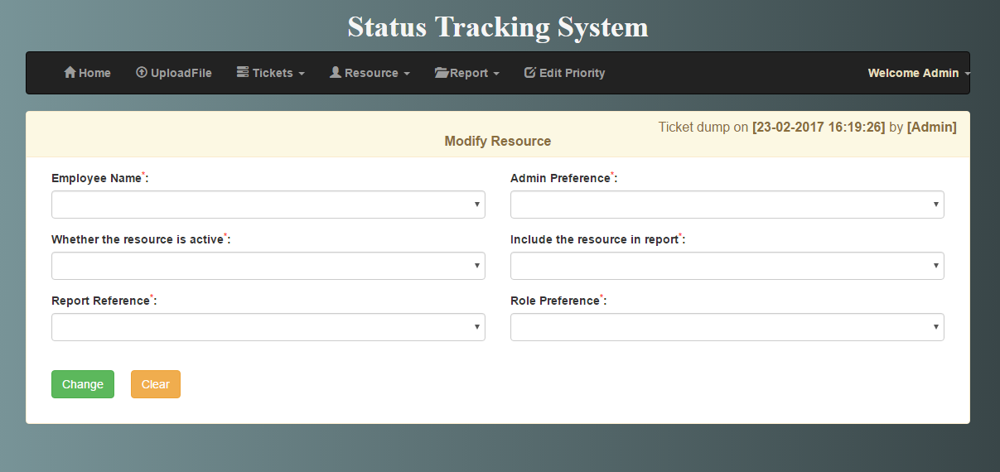 Status Tracking System
Home UploadFile Tickets Resource Report Edit Priority Welcome Admin
Ticket dump on [23-02-2017 16:19:26] by [Admin]
Modify Resource
Employee Name*: Admin Preference*:
Whether the resource is active*: Include the resource in report*:
Report Reference*: Role Preference*:
Change Clear